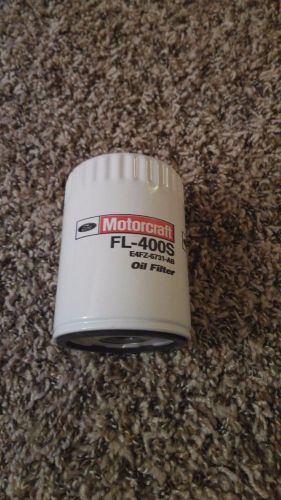 Motorcraft
FL-400S
E4FZ-6731-AB
Oil Filter